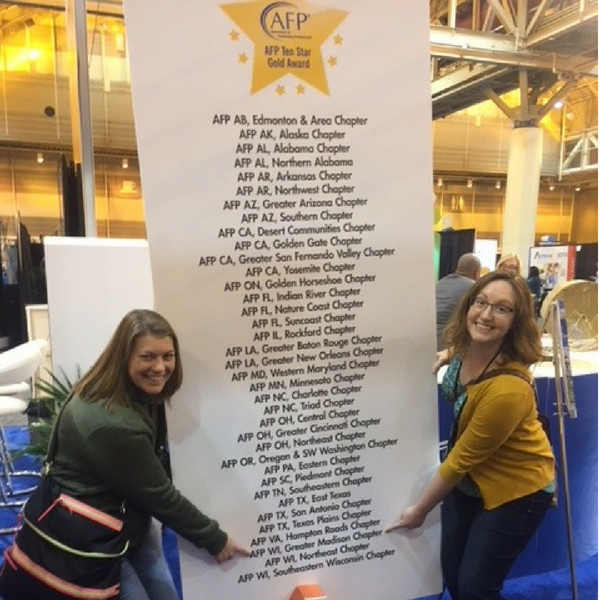 AFP
AFP Ten Star
Gold Award
AFP AB, Edmonton & Area Chapter
AFP AK, Alaska Chapter
AFP AL, Alabama Chapter
AFP AL, Northern Alabama
AFP AR, Arkansas Chapter
AFP AR, Northwest Chapter
AFP AZ, Greater Arizona Chapter
AFP AZ, Southern Chapter
AFP CA, Desert Communities Chapter
AFP CA, Golden Gate Chapter
AFP CA, Greater San Fernando Valley Chapter
AFP CA, Yosemite Chapter
AFP ON, Golden Horseshoe Chapter
AFP FL, Indian River Chapter
AFP FL, Nature Coast Chapter
AFP FL, Suncoast Chapter
AFP IL, Rockford Chapter
AFP LA, Greater Baton Rouge Chapter
AFP LA, Greater New Orleans Chapter
AFP MD, Western Maryland Chapter
AFP MN, Minnesota Chapter
AFP NC, Charlotte Chapter
AFP NC, Triad Chapter
AFP OH, Central Chapter
AFP OH, Greater Cincinnati Chapter
AFP OH, Northeast Chapter
AFP OR, Oregon & SW Washington Chapter
AFP PA, Eastern Chapter
AFP SC, Piedmont Chapter
AFP TN, Southeastern Chapter
AFP TX, East Texas
AFP TX, San Antonio Chapter
AFP TX, Texas Plains Chapter
AFP VA, Hampton Roads Chapter
AFP WI, Greater Madison Chapter
AFP WI, Northeast Chapter
AFP WI, Southeastern Wisconsin Chapter